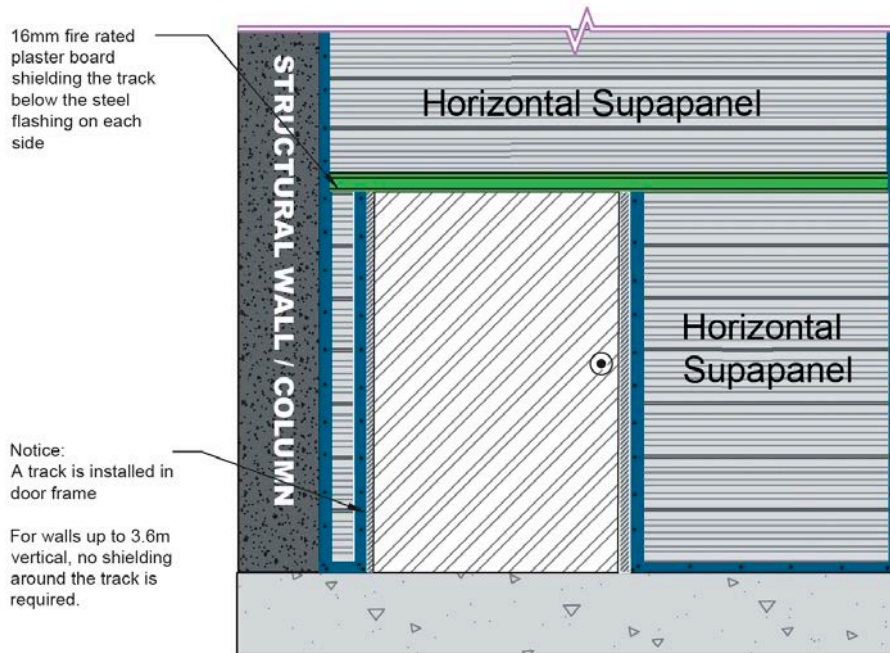 16mm fire rated
plaster board
shielding the track
below the steel
flashing on each
side
Horizontal Supapanel
STRUCTURAL WALL / COLUMN
Horizontal
Supapanel
Notice:
A track is installed in
door frame
For walls up to 3.6m
vertical, no shielding
around the track is
required.